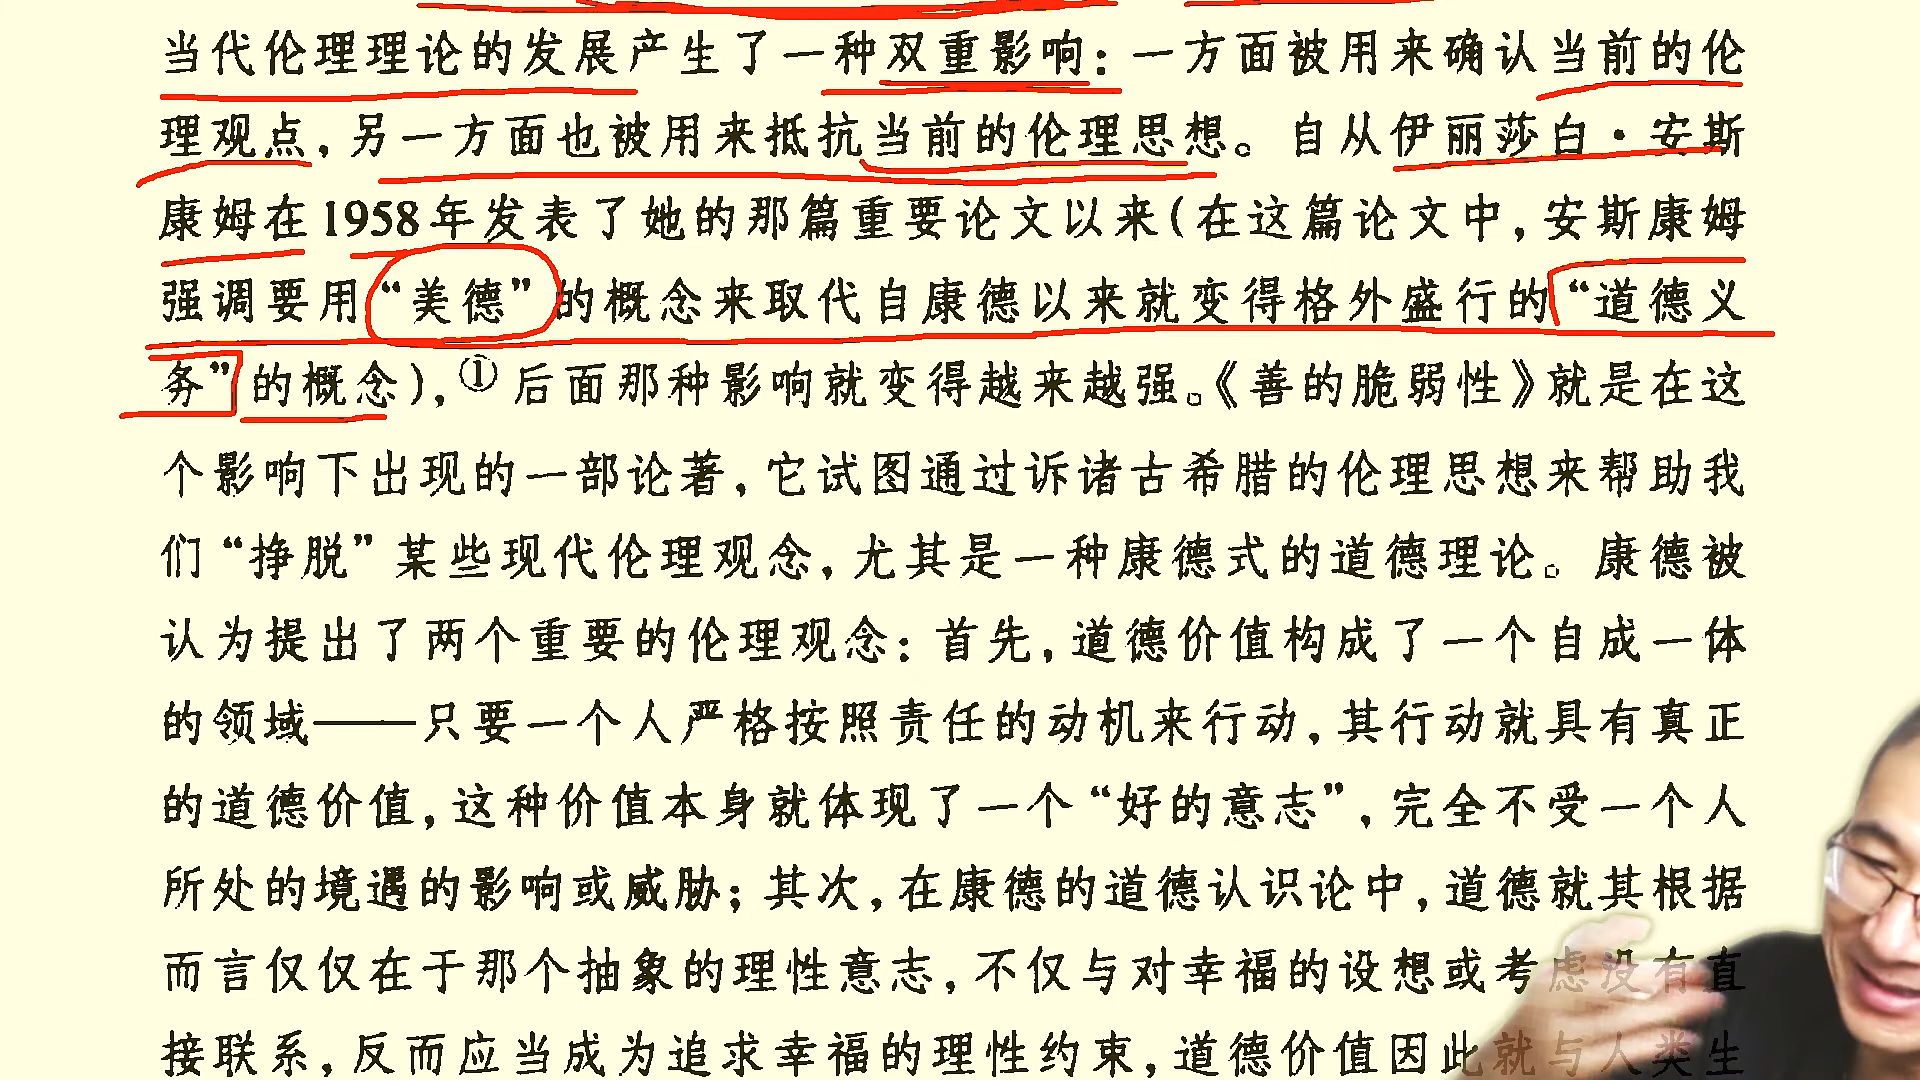 当代伦理理论的发展产生了一种双重影响：一方面被用来确认当前的伦
理观点，另一方面也被用来抵抗当前的伦理思想。自从伊丽莎白·安斯
康姆在1958年发表了她的那篇重要论文以来（在这篇论文中，安斯康姆
强调要用“美德”的概念来取代自康德以来就变得格外盛行的“道德义
务”的概念），①后面那种影响就变得越来越强。《善的脆弱性》就是在这
个影响下出现的一部论著，它试图通过诉诸古希腊的伦理思想来帮助我
们“挣脱”某些现代伦理观念，尤其是一种康德式的道德理论。康德被
认为提出了两个重要的伦理观念：首先，道德价值构成了一个自成一体
的领域——只要一个人严格按照责任的动机来行动，其行动就具有真正
的道德价值，这种价值本身就体现了一个“好的意志”，完全不受一个人
所处的境遇的影响或威胁；其次，在康德的道德认识论中，道德就其根据
而言仅仅在于那个抽象的理性意志，不仅与对幸福的设想或考虑没有直
接联系，反而应当成为追求幸福的理性约束，道德价值因此就与人类生